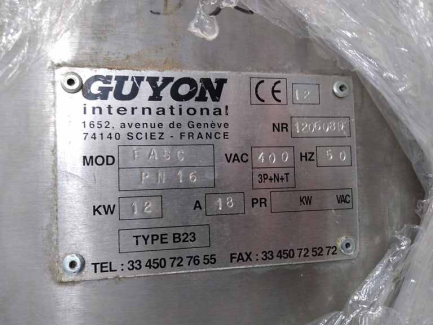 GUYON CE 12
international
1652, avenue de Genève NR
74140 SCIEZ - FRANCE
MOD FASC VAC 400 HZ 50
PN 16 3P+N+T
KW 12 A 18 PR KW VAC
TYPE B23
TEL : 33 450 72 76 55 FAX : 33 450 72 52 72